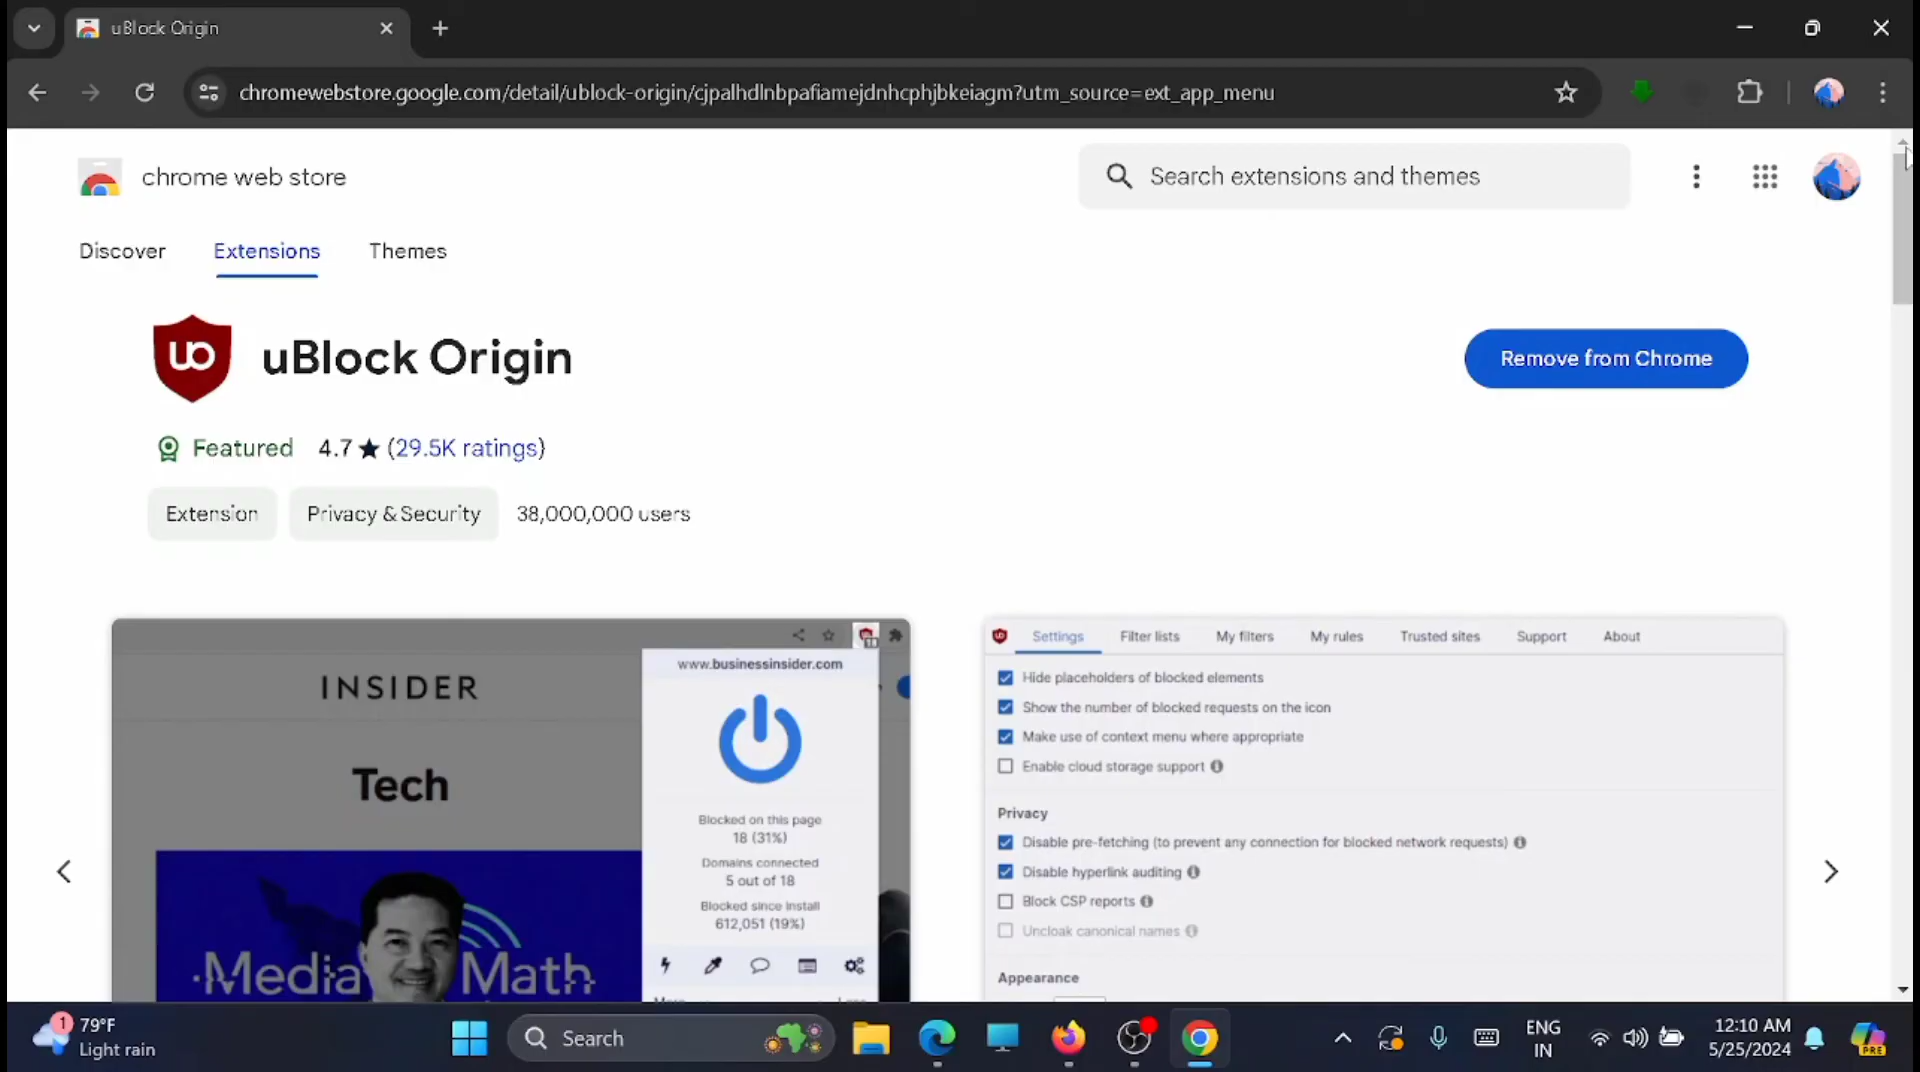 uBlock Origin
chromewebstore.google.com/detail/ublock-origin/cjpalhdlnbpafiamejdnhcphjbkeiagm?utm_source=ext_app_menu
chrome web store
Search extensions and themes
Discover
Extensions
Themes
uo
uBlock Origin
Remove from Chrome
Featured 4.7 ★ (29.5K ratings)
Extension
Privacy & Security
38,000,000 users
INSIDER
Tech
MediaMath
www.businessinsider.com
Blocked on this page
18 (31%)
Domains connected
5 out of 18
Blocked since install
612,051 (19%)
Settings
Filter lists
My filters
My rules
Trusted sites
Support
About
Hide placeholders of blocked elements
Show the number of blocked requests on the icon
Make use of context menu where appropriate
Enable cloud storage support
Privacy
Disable pre-fetching (to prevent any connection for blocked network requests)
Disable hyperlink auditing
Block CSP reports
Uncloak canonical names
Appearance
1
79°F
Light rain
Search
ENG
IN
12:10 AM
5/25/2024
PRE